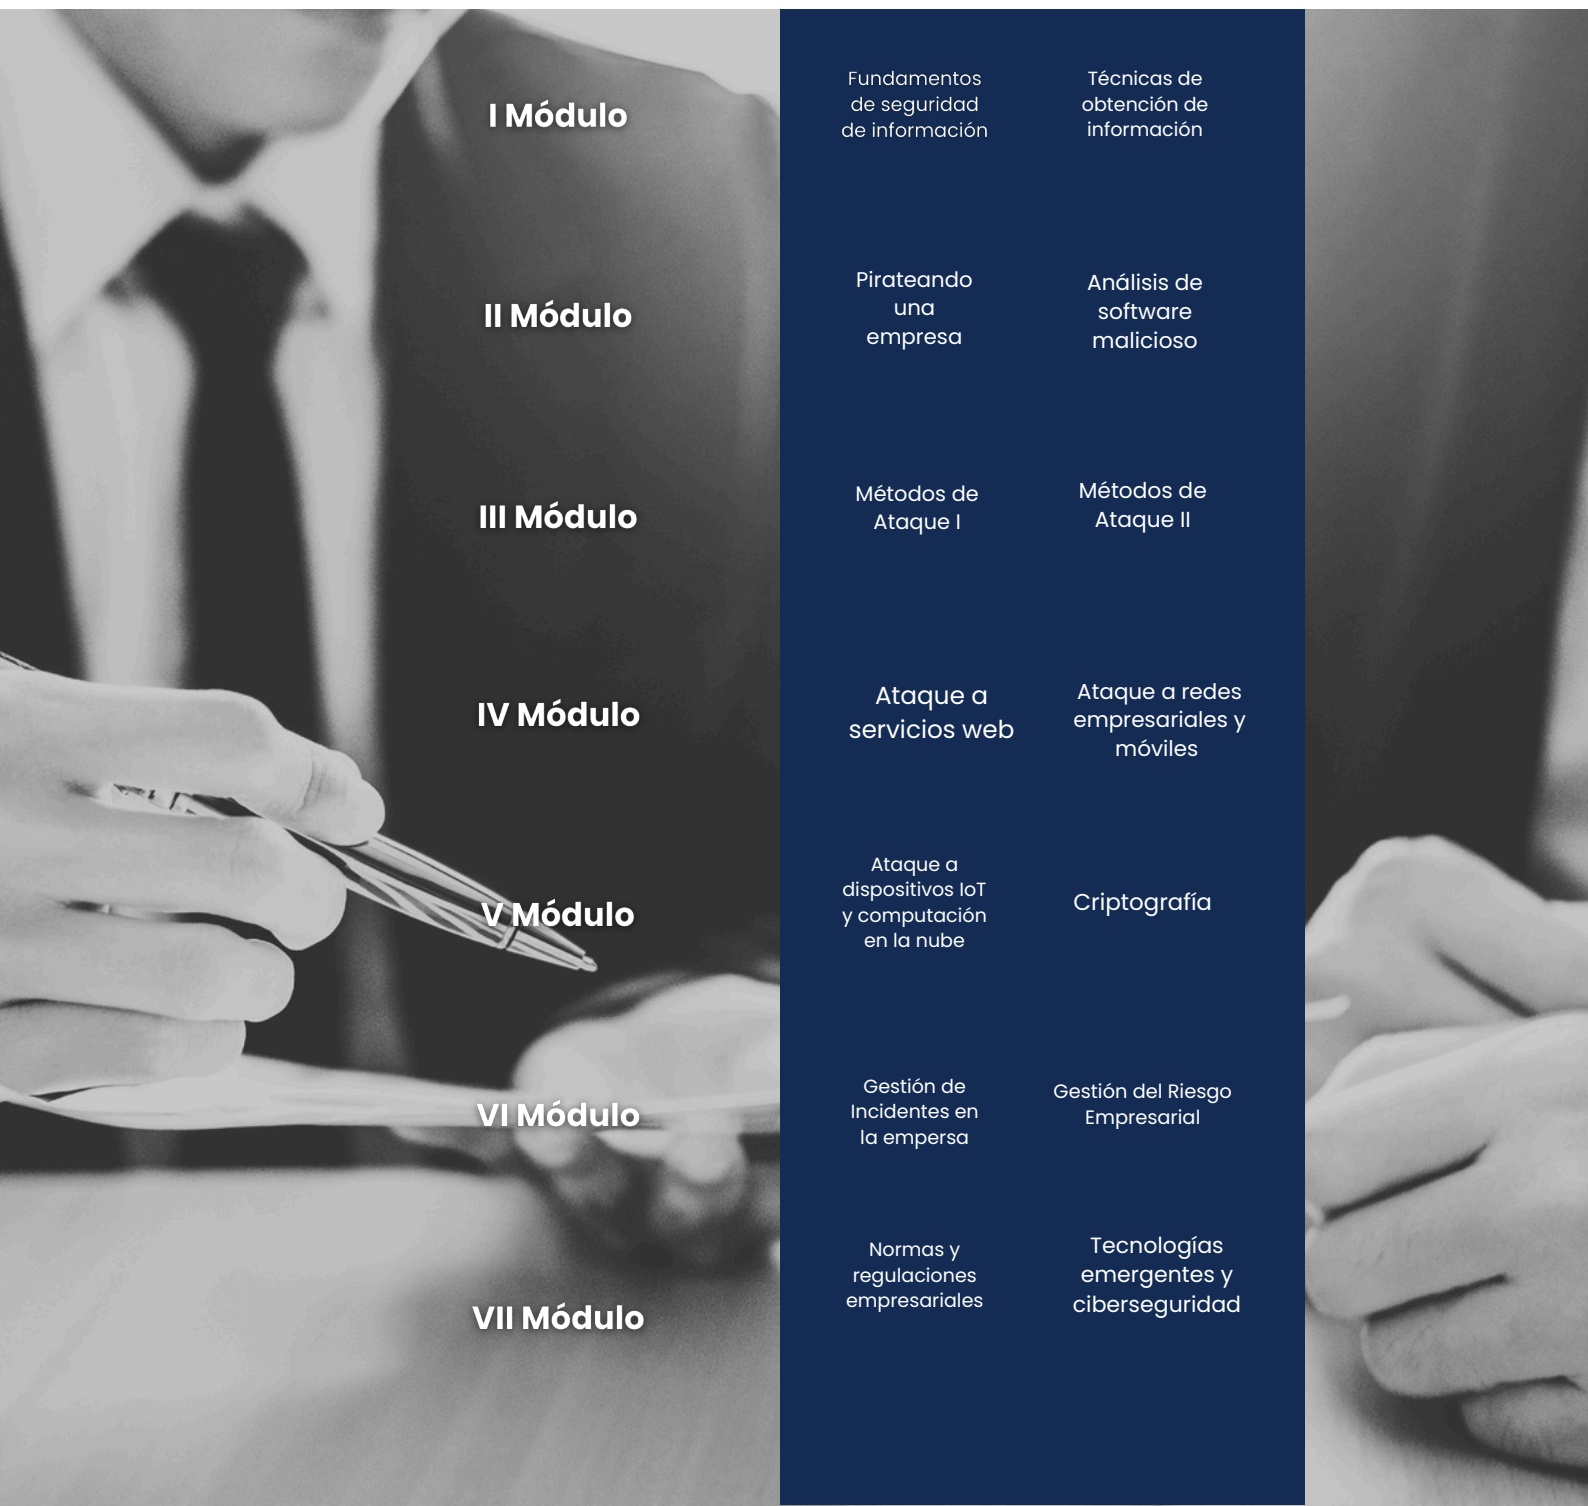 I Módulo
Fundamentos
de seguridad
de información
Técnicas de
obtención de
información
II Módulo
Pirateando
una
empresa
Análisis de
software
malicioso
III Módulo
Métodos de
Ataque I
Métodos de
Ataque II
IV Módulo
Ataque a
servicios web
Ataque a redes
empresariales y
móviles
V Módulo
Ataque a
dispositivos IoT
y computación
en la nube
Criptografía
VI Módulo
Gestión de
Incidentes en
la empersa
Gestión del Riesgo
Empresarial
VII Módulo
Normas y
regulaciones
empresariales
Tecnologías
emergentes y
ciberseguridad